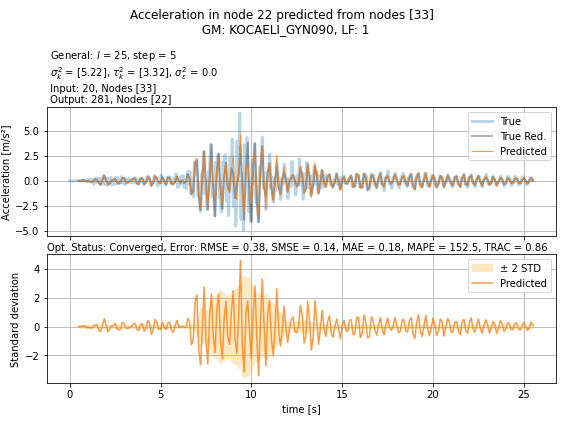 Acceleration in node 22 predicted from nodes [33]
GM: KOCAELI_GYN090, LF: 1
General: l = 25, step = 5
σ²ₖ = [5.22], τ²ₖ = [3.32], σ²ε = 0.0
Input: 20, Nodes [33]
Output: 281, Nodes [22]
Acceleration [m/s²]
5.0
2.5
0.0
−2.5
−5.0
True
True Red.
Predicted
Opt. Status: Converged, Error: RMSE = 0.38, SMSE = 0.14, MAE = 0.18, MAPE = 152.5, TRAC = 0.86
Standard deviation
4
2
0
−2
± 2 STD
Predicted
0 5 10 15 20 25
time [s]